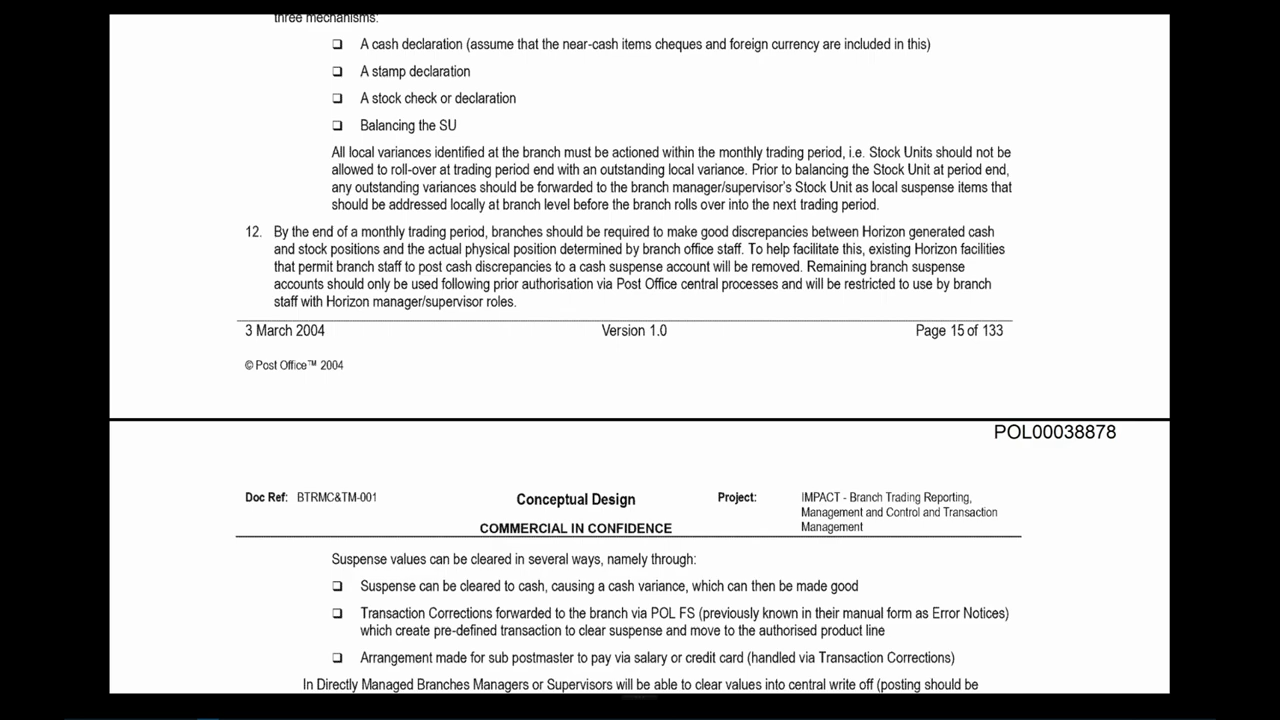 three mechanisms:
❑ A cash declaration (assume that the near-cash items cheques and foreign currency are included in this)
❑ A stamp declaration
❑ A stock check or declaration
❑ Balancing the SU
All local variances identified at the branch must be actioned within the monthly trading period, i.e. Stock Units should not be
allowed to roll-over at trading period end with an outstanding local variance. Prior to balancing the Stock Unit at period end,
any outstanding variances should be forwarded to the branch manager/supervisor's Stock Unit as local suspense items that
should be addressed locally at branch level before the branch rolls over into the next trading period.
12. By the end of a monthly trading period, branches should be required to make good discrepancies between Horizon generated cash
and stock positions and the actual physical position determined by branch office staff. To help facilitate this, existing Horizon facilities
that permit branch staff to post cash discrepancies to a cash suspense account will be removed. Remaining branch suspense
accounts should only be used following prior authorisation via Post Office central processes and will be restricted to use by branch
staff with Horizon manager/supervisor roles.
3 March 2004 Version 1.0 Page 15 of 133
© Post Office™ 2004
POL00038878
Doc Ref: BTRMC&TM-001 Conceptual Design Project: IMPACT - Branch Trading Reporting,
Management and Control and Transaction
COMMERCIAL IN CONFIDENCE Management
Suspense values can be cleared in several ways, namely through:
❑ Suspense can be cleared to cash, causing a cash variance, which can then be made good
❑ Transaction Corrections forwarded to the branch via POL FS (previously known in their manual form as Error Notices)
which create pre-defined transaction to clear suspense and move to the authorised product line
❑ Arrangement made for sub postmaster to pay via salary or credit card (handled via Transaction Corrections)
In Directly Managed Branches Managers or Supervisors will be able to clear values into central write off (posting should be